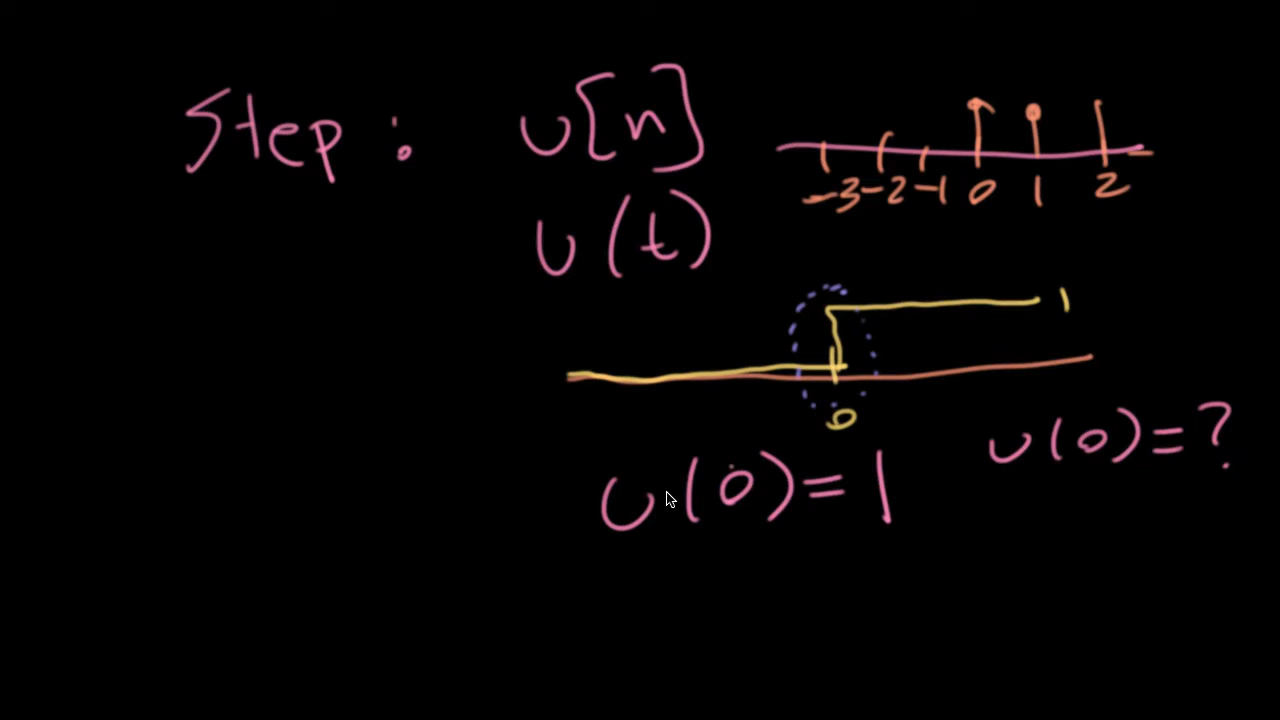 Step : u[n]
-3 -2 -1 0 1 2
u(t)
1
0
u(0)=?
u(0)=1